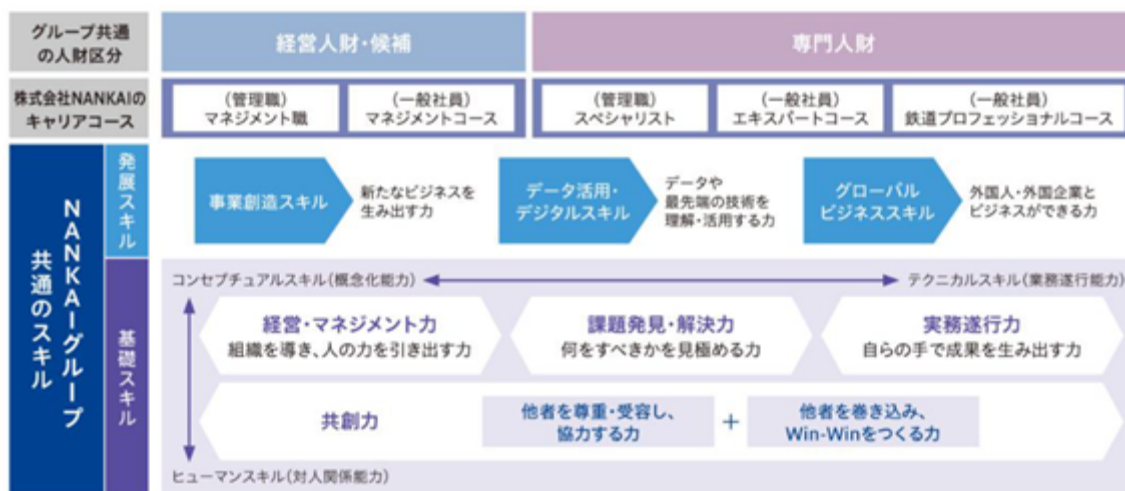 グループ共通
の人財区分
経営人財・候補
専門人財
株式会社NANKAIの
キャリアコース
(管理職)
マネジメント職
(一般社員)
マネジメントコース
(管理職)
スペシャリスト
(一般社員)
エキスパートコース
(一般社員)
鉄道プロフェッショナルコース
NANKAIグループ
共通のスキル
発展スキル
事業創造スキル
新たなビジネスを
生み出す力
データ活用・
デジタルスキル
データや
最先端の技術を
理解・活用する力
グローバル
ビジネススキル
外国人・外国企業と
ビジネスができる力
基礎スキル
コンセプチュアルスキル(概念化能力)
テクニカルスキル(業務遂行能力)
経営・マネジメント力
組織を導き、人の力を引き出す力
課題発見・解決力
何をすべきかを見極める力
実務遂行力
自らの手で成果を生み出す力
共創力
他者を尊重・受容し、
協力する力
+
他者を巻き込み、
Win-Winをつくる力
ヒューマンスキル(対人関係能力)